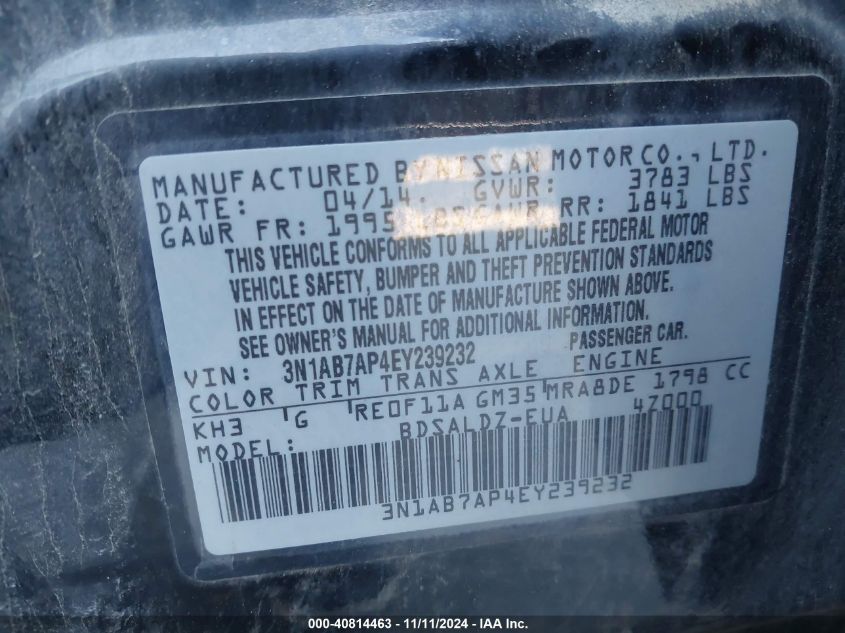 MANUFACTURED BY NISSAN MOTOR CO., LTD.
DATE: 04/14 GVWR: 3783 LBS
GAWR FR: 1995 LBS GAWR RR: 1841 LBS
THIS VEHICLE CONFORMS TO ALL APPLICABLE FEDERAL MOTOR
VEHICLE SAFETY, BUMPER AND THEFT PREVENTION STANDARDS
IN EFFECT ON THE DATE OF MANUFACTURE SHOWN ABOVE.
SEE OWNER'S MANUAL FOR ADDITIONAL INFORMATION.
VIN: 3N1AB7AP4EY239232 PASSENGER CAR.
COLOR TRIM TRANS AXLE ENGINE
KH3 G RE0F11A GM35 MRA8DE 1798 CC
MODEL: BDSALDZ-EUA 4Z000
3N1AB7AP4EY239232
000-40814463 - 11/11/2024 - IAA Inc.